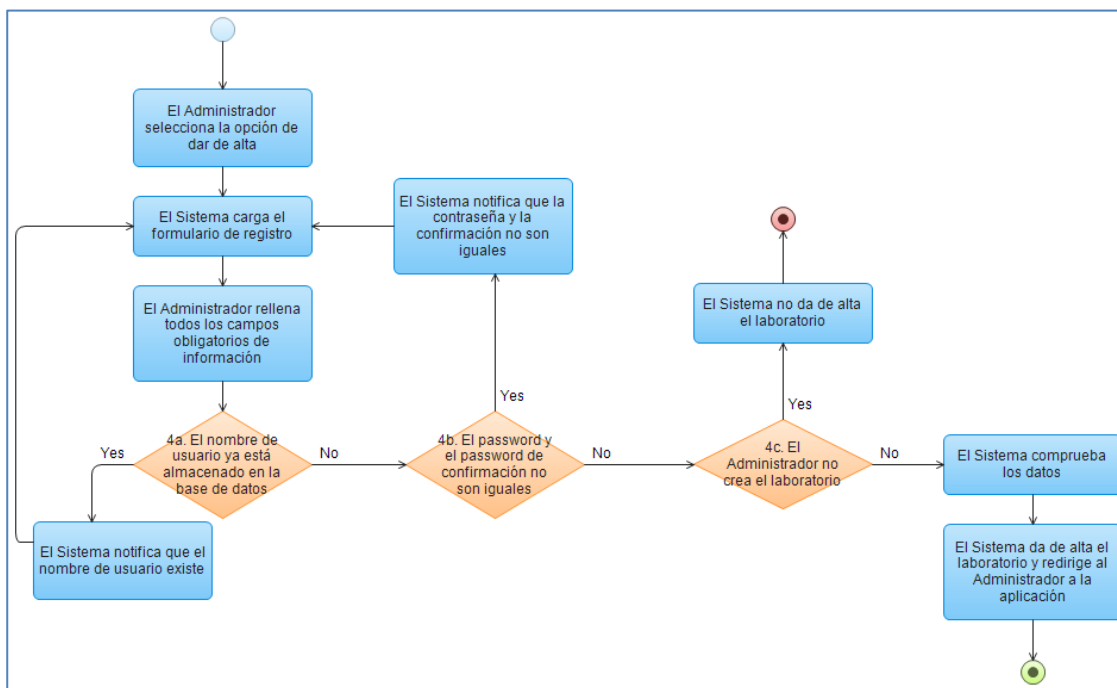 El Administrador
selecciona la opción de
dar de alta
El Sistema carga el
formulario de registro
El Sistema notifica que la
contraseña y la
confirmación no son
iguales
El Administrador rellena
todos los campos
obligatorios de
información
El Sistema no da de alta
el laboratorio
Yes
Yes
Yes
4a. El nombre de
usuario ya está
almacenado en la
base de datos
No
4b. El password y
el password de
confirmación no
son iguales
No
4c. El
Administrador no
crea el laboratorio
No
El Sistema comprueba
los datos
El Sistema notifica que el
nombre de usuario existe
El Sistema da de alta el
laboratorio y redirige al
Administrador a la
aplicación